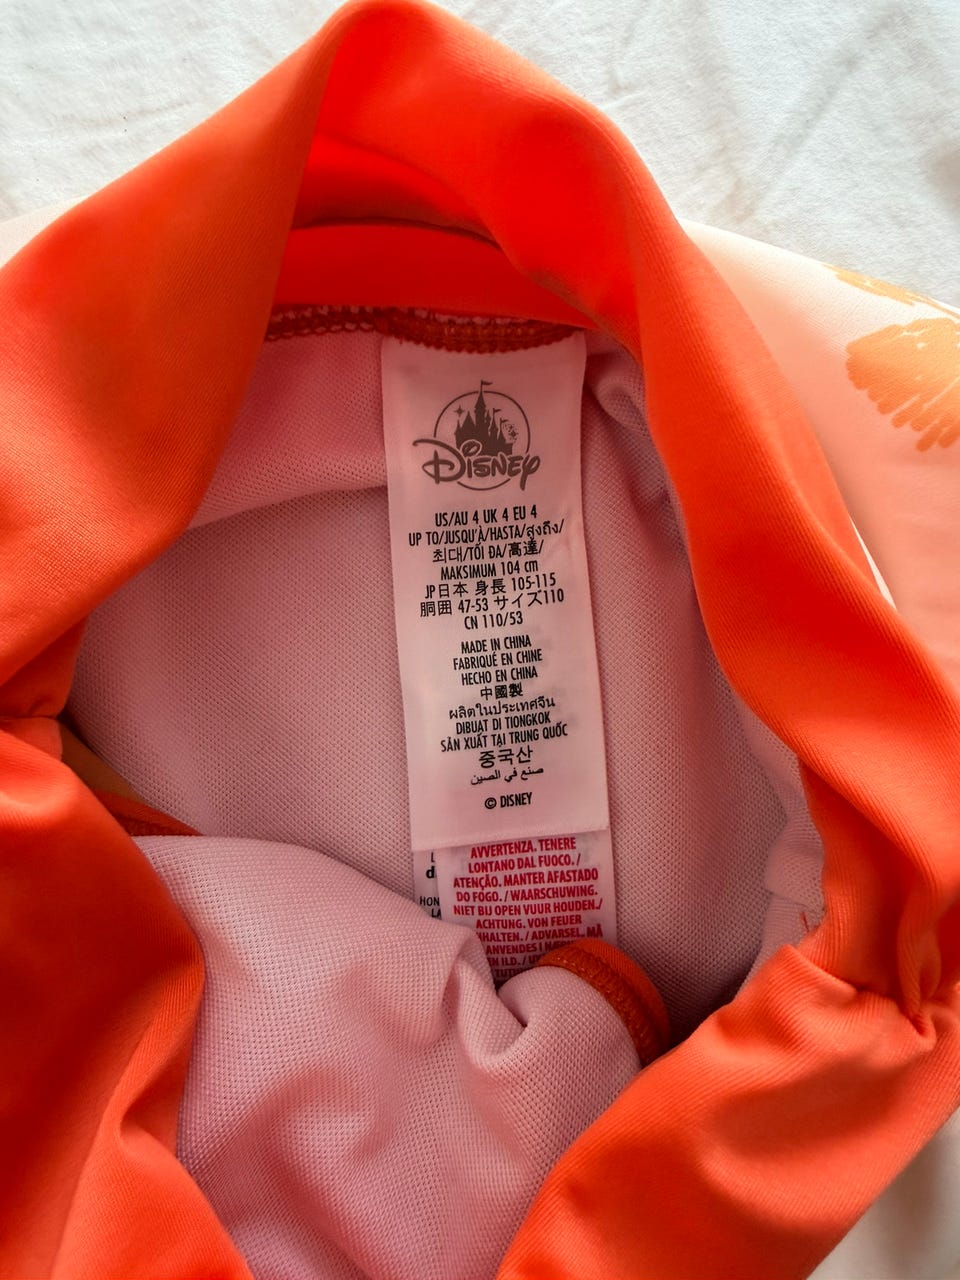 Disney
US/AU 4 UK 4 EU 4
UP TO/JUSQU'À/HASTA/สูงถึง/
최대/TỐI ĐA/高達/
MAKSIMUM 104 cm
JP日本 身長 105-115
胴囲 47-53 サイズ110
CN 110/53
MADE IN CHINA
FABRIQUÉ EN CHINE
HECHO EN CHINA
中國製
ผลิตในประเทศจีน
DIBUAT DI TIONGKOK
SẢN XUẤT TẠI TRUNG QUỐC
중국산
صنع في الصين
© DISNEY
AVVERTENZA. TENERE
LONTANO DAL FUOCO. /
ATENÇÃO. MANTER AFASTADO
DO FOGO. / WAARSCHUWING.
NIET BIJ OPEN VUUR HOUDEN./
ACHTUNG. VON FEUER
/ ADVARSEL. MÅ
ILD. /